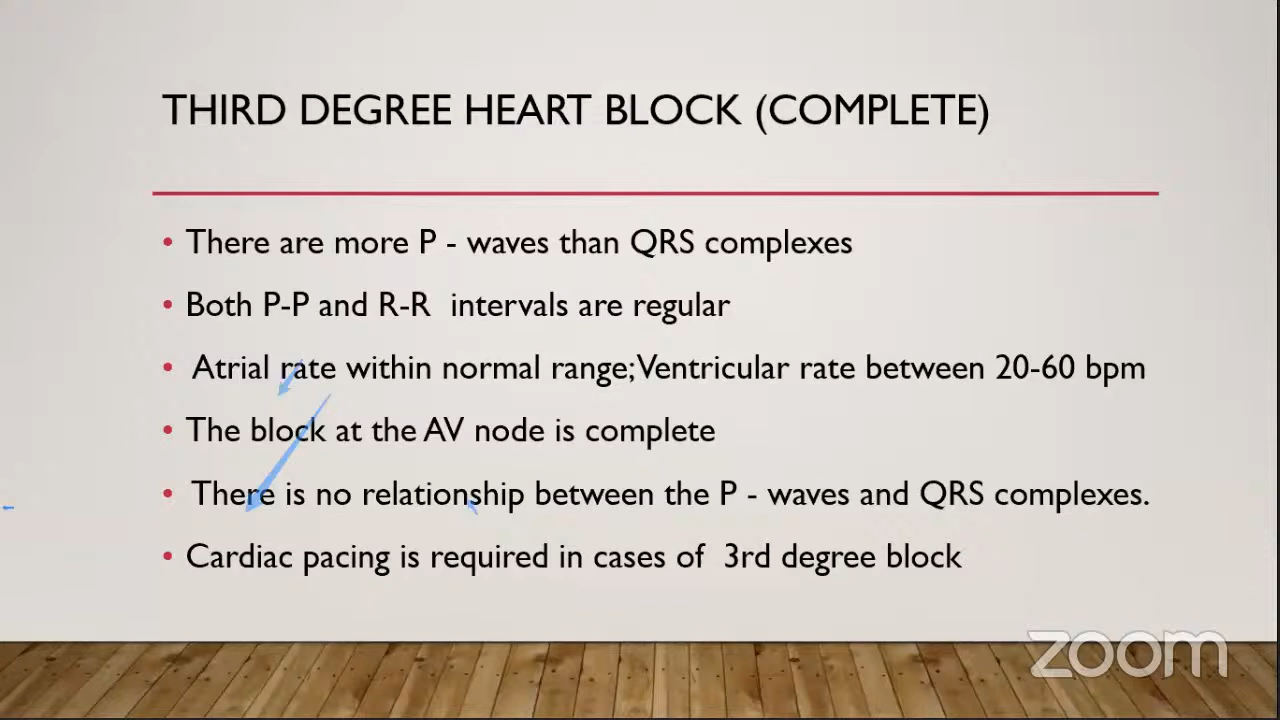 THIRD DEGREE HEART BLOCK (COMPLETE)
• There are more P - waves than QRS complexes
• Both P-P and R-R intervals are regular
• Atrial rate within normal range; Ventricular rate between 20-60 bpm
• The block at the AV node is complete
• There is no relationship between the P - waves and QRS complexes.
• Cardiac pacing is required in cases of 3rd degree block
zoom